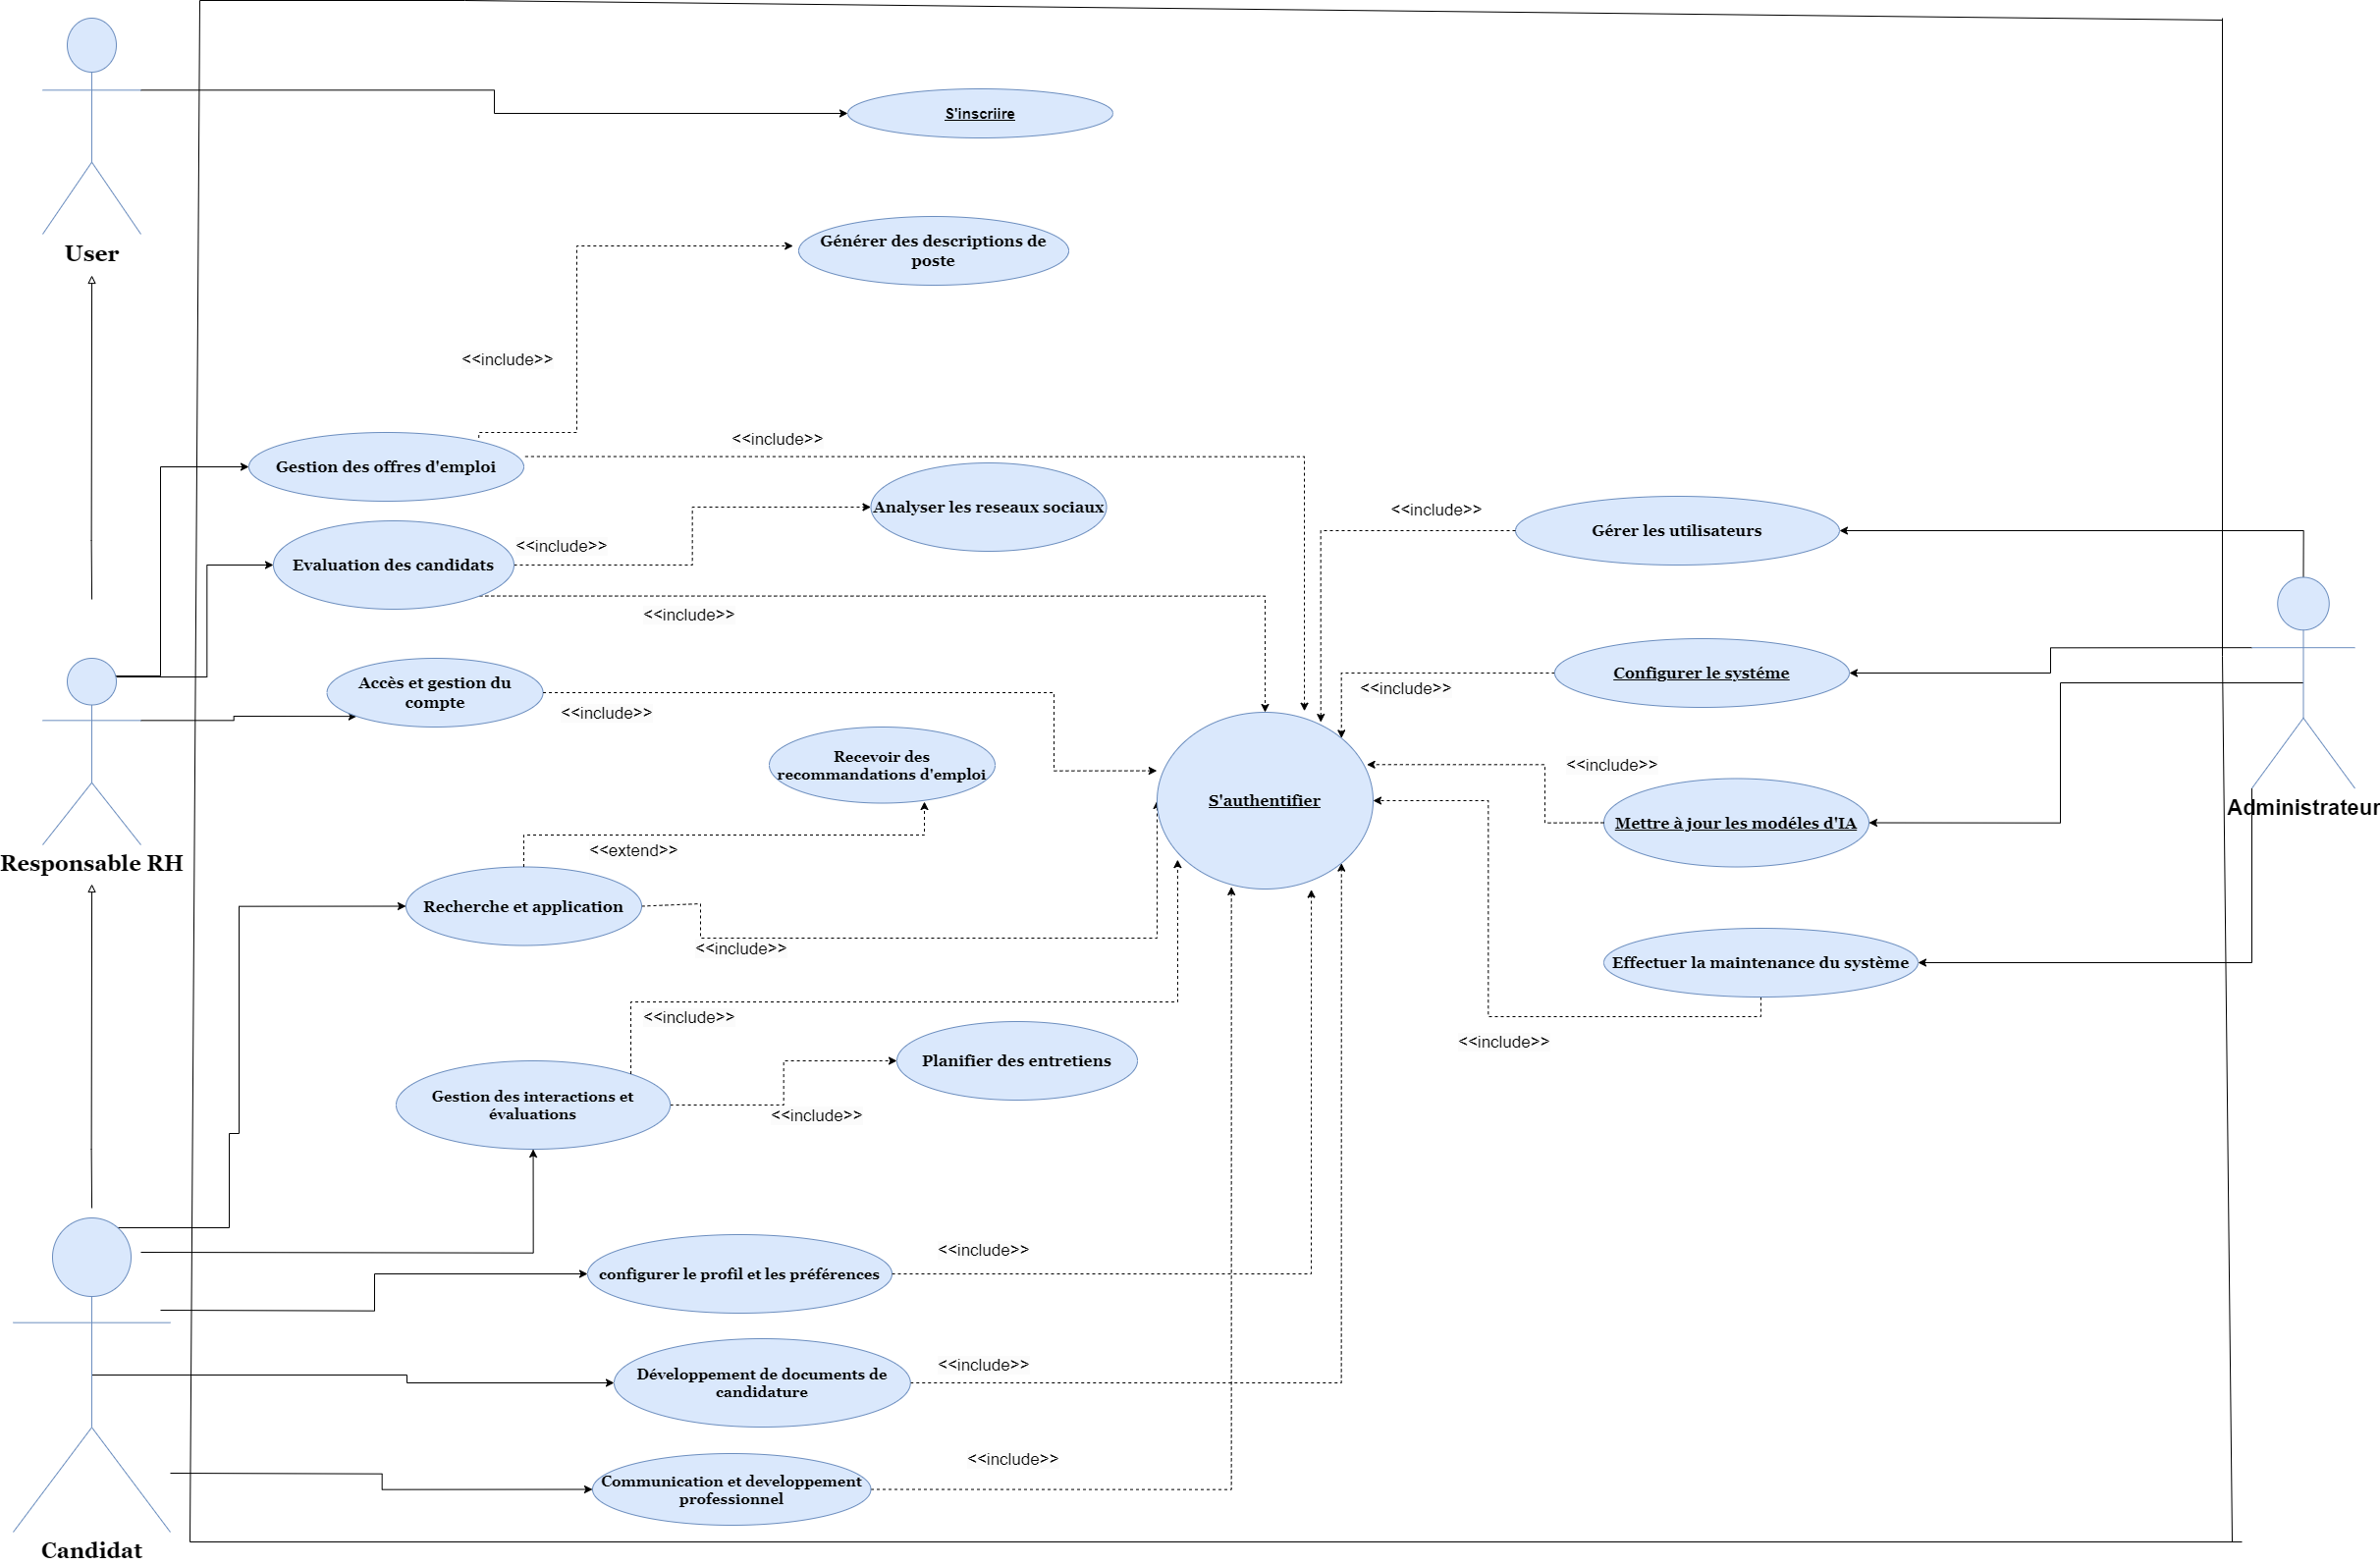 S'inscriire
Générer des descriptions de
poste
User
<<include>>
<<include>>
Gestion des offres d'emploi
Analyser les reseaux sociaux
<<include>>
Gérer les utilisateurs
<<include>>
Evaluation des candidats
<<include>>
Accès et gestion du
compte
<<include>>
Configurer le systéme
<<include>>
Recevoir des
recommandations d'emploi
<<include>>
S'authentifier
Administrateur
Mettre à jour les modéles d'IA
<<extend>>
Responsable RH
Recherche et application
<<include>>
Effectuer la maintenance du système
<<include>>
<<include>>
Planifier des entretiens
Gestion des interactions et
évaluations
<<include>>
<<include>>
configurer le profil et les préférences
<<include>>
Développement de documents de
candidature
<<include>>
Communication et developpement
professionnel
Candidat